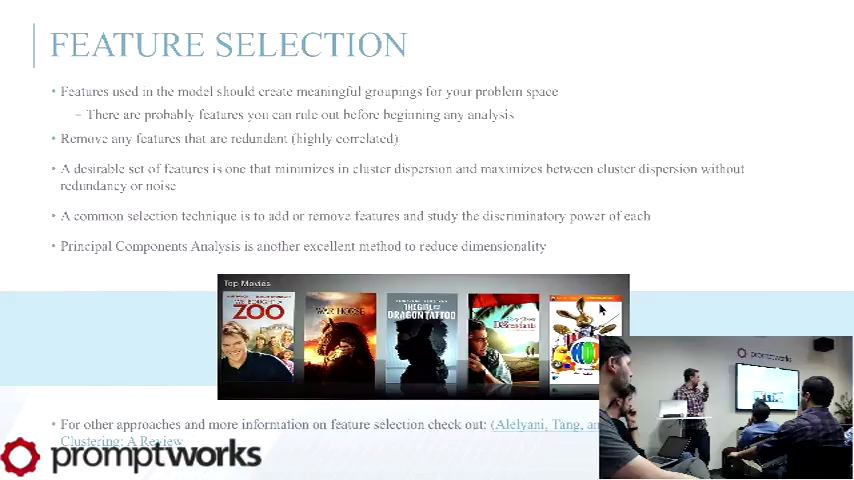 FEATURE SELECTION
• Features used in the model should create meaningful groupings for your problem space
– There are probably features you can rule out before beginning any analysis
• Remove any features that are redundant (highly correlated)
• A desirable set of features is one that minimizes in cluster dispersion and maximizes between cluster dispersion without
redundancy or noise
• A common selection technique is to add or remove features and study the discriminatory power of each
• Principal Components Analysis is another excellent method to reduce dimensionality
Top Movies
ZOO
WAR HORSE
THE GIRL
DRAGON TATTOO
Descendants
promptworks
• For other approaches and more information on feature selection check out: (Alelyani, Tang,
Clustering: A Review
promptworks